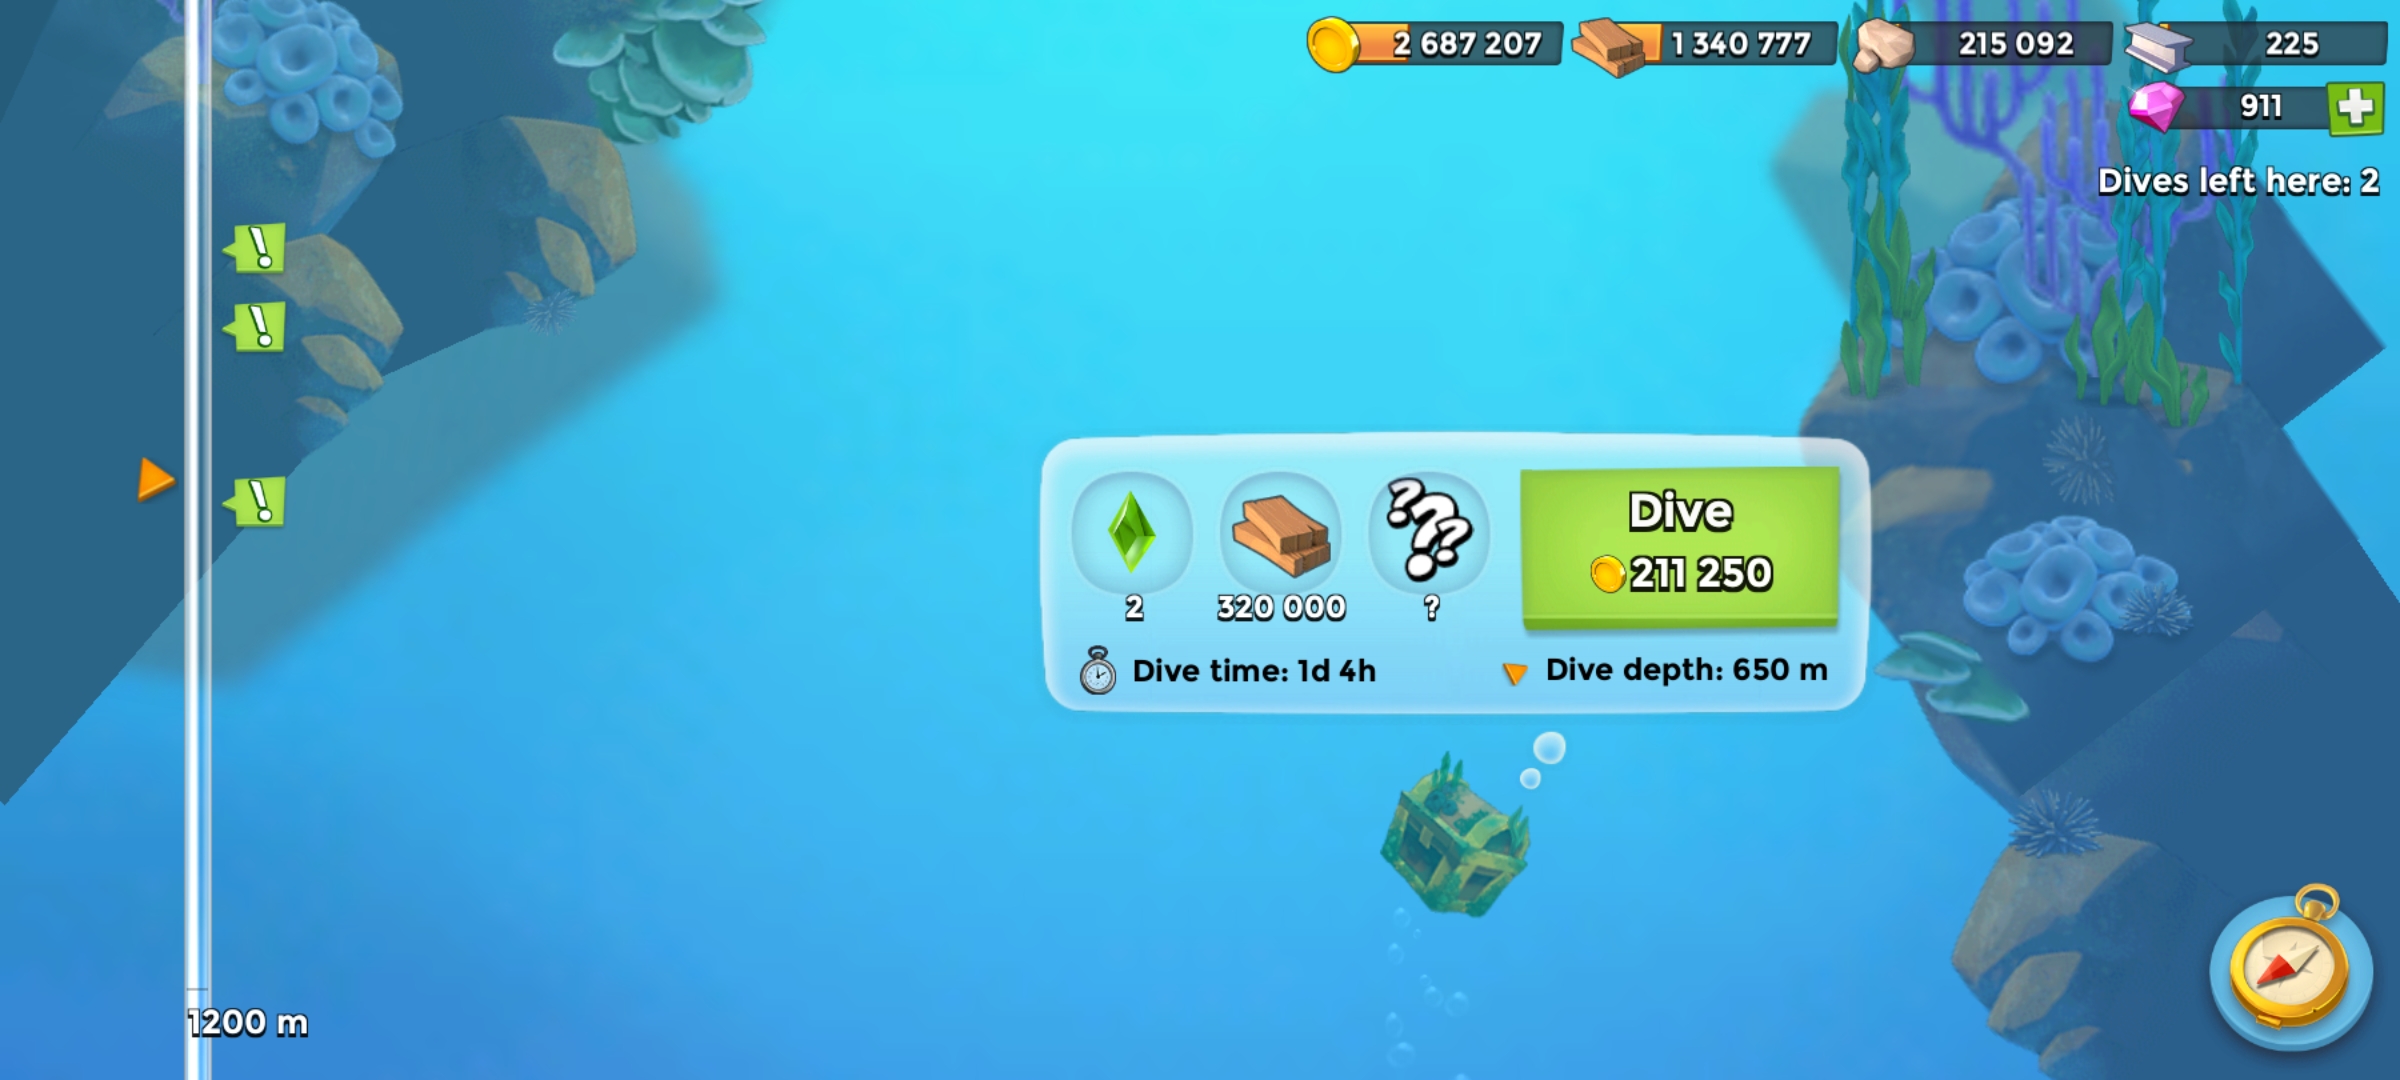 2 687 207
1 340 777
215 092
225
911
Dives left here: 2
Dive
211 250
2
320 000
?
Dive time: 1d 4h
Dive depth: 650 m
1200 m